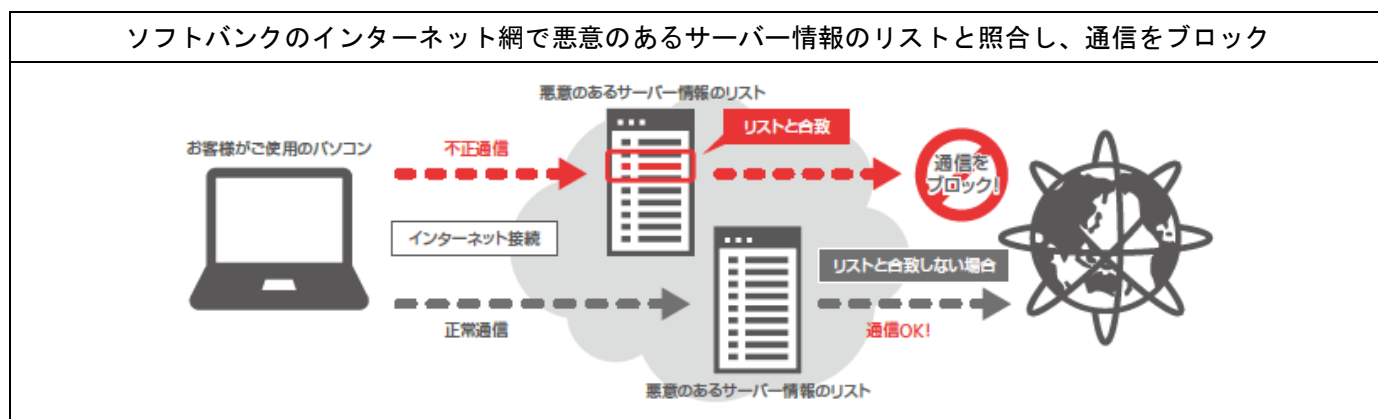 ソフトバンクのインターネット網で悪意のあるサーバー情報のリストと照合し、通信をブロック
悪意のあるサーバー情報のリスト
リストと合致
お客様がご使用のパソコン
不正通信
通信を
ブロック!
インターネット接続
リストと合致しない場合
正常通信
通信OK!
悪意のあるサーバー情報のリスト